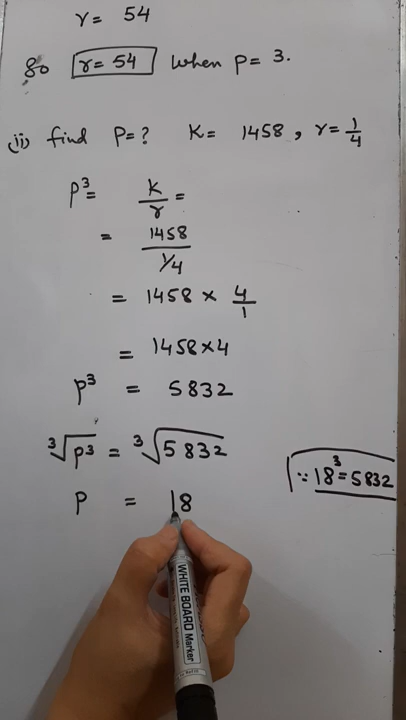 r = 54
So r = 54 when P = 3.
(ii) find P = ? K = 1458, r = 1/4
P³ = K/r =
= 1458 / 1/4
= 1458 × 4/1
= 1458×4
P³ = 5832
∛P³ = ∛5832
∵ 18³ = 5832
P = 18
WHITE BOARD Marker